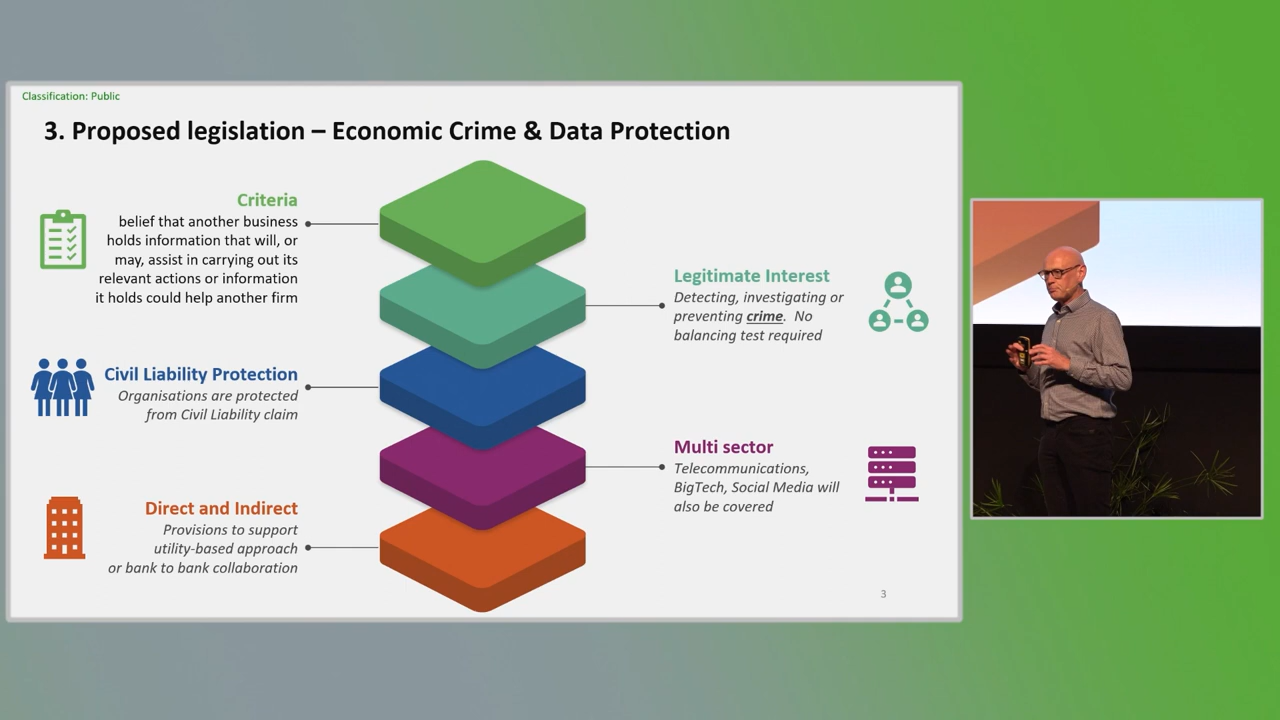 Classification: Public
3. Proposed legislation – Economic Crime & Data Protection
Criteria
belief that another business
holds information that will, or
may, assist in carrying out its
relevant actions or information
it holds could help another firm
Legitimate Interest
Detecting, investigating or
preventing crime.  No
balancing test required
Civil Liability Protection
Organisations are protected
from Civil Liability claim
Multi sector
Telecommunications,
BigTech, Social Media will
also be covered
Direct and Indirect
Provisions to support
utility-based approach
or bank to bank collaboration
3